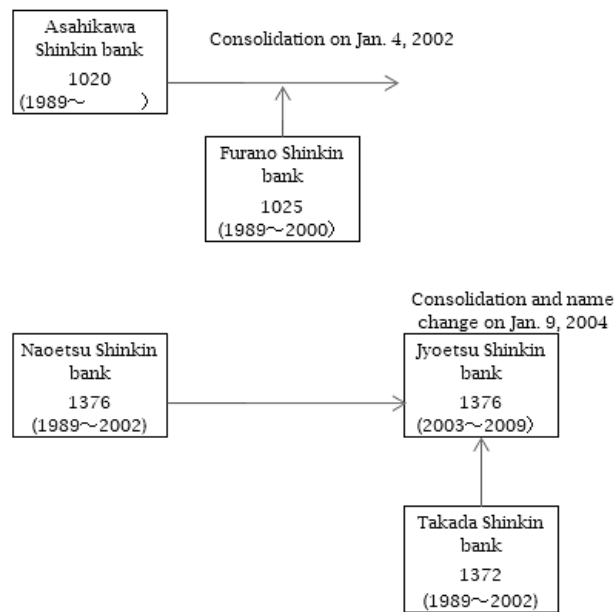 Asahikawa
Shinkin bank
1020
(1989～ )
Consolidation on Jan. 4, 2002
Furano Shinkin
bank
1025
(1989～2000)
Consolidation and name
change on Jan. 9, 2004
Naoetsu Shinkin
bank
1376
(1989～2002)
Jyoetsu Shinkin
bank
1376
(2003～2009)
Takada Shinkin
bank
1372
(1989～2002)